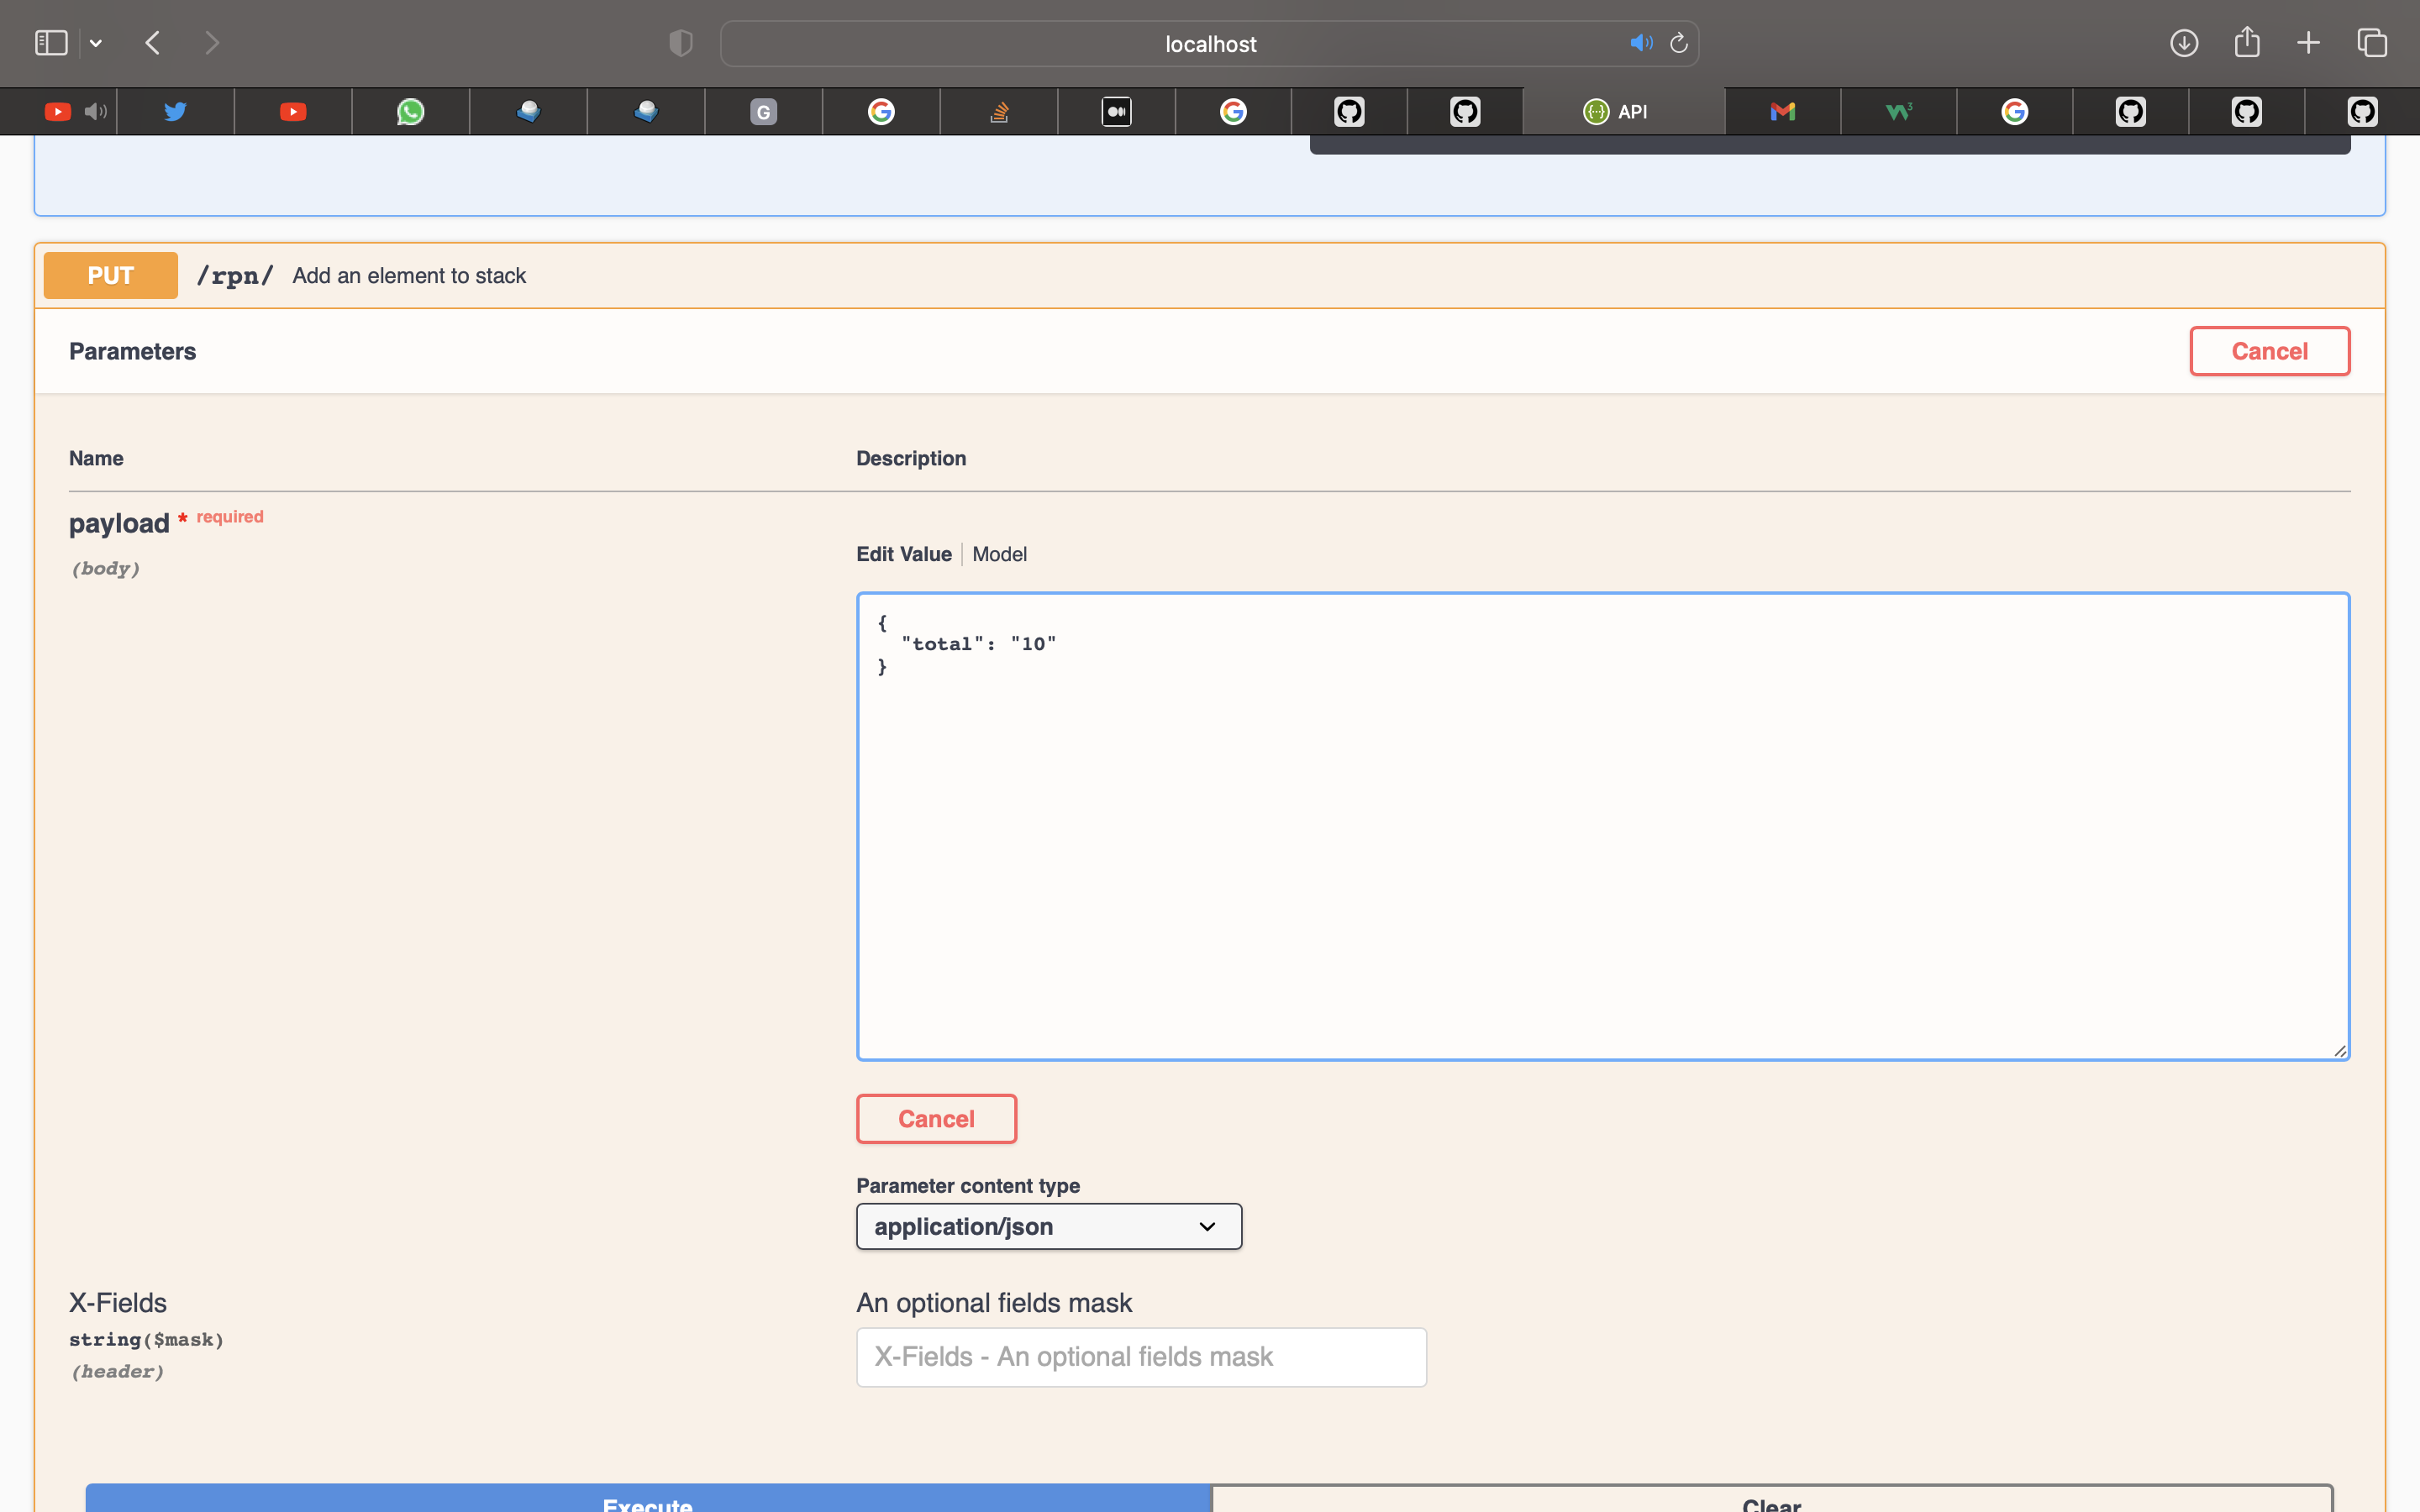 localhost
G
API
PUT /rpn/ Add an element to stack
Parameters
Cancel
Name
Description
payload * required
(body)
Edit Value
Model
{
"total": "10"
}
Cancel
Parameter content type
application/json
X-Fields
An optional fields mask
string($mask)
(header)
X-Fields - An optional fields mask
Execute
Clear